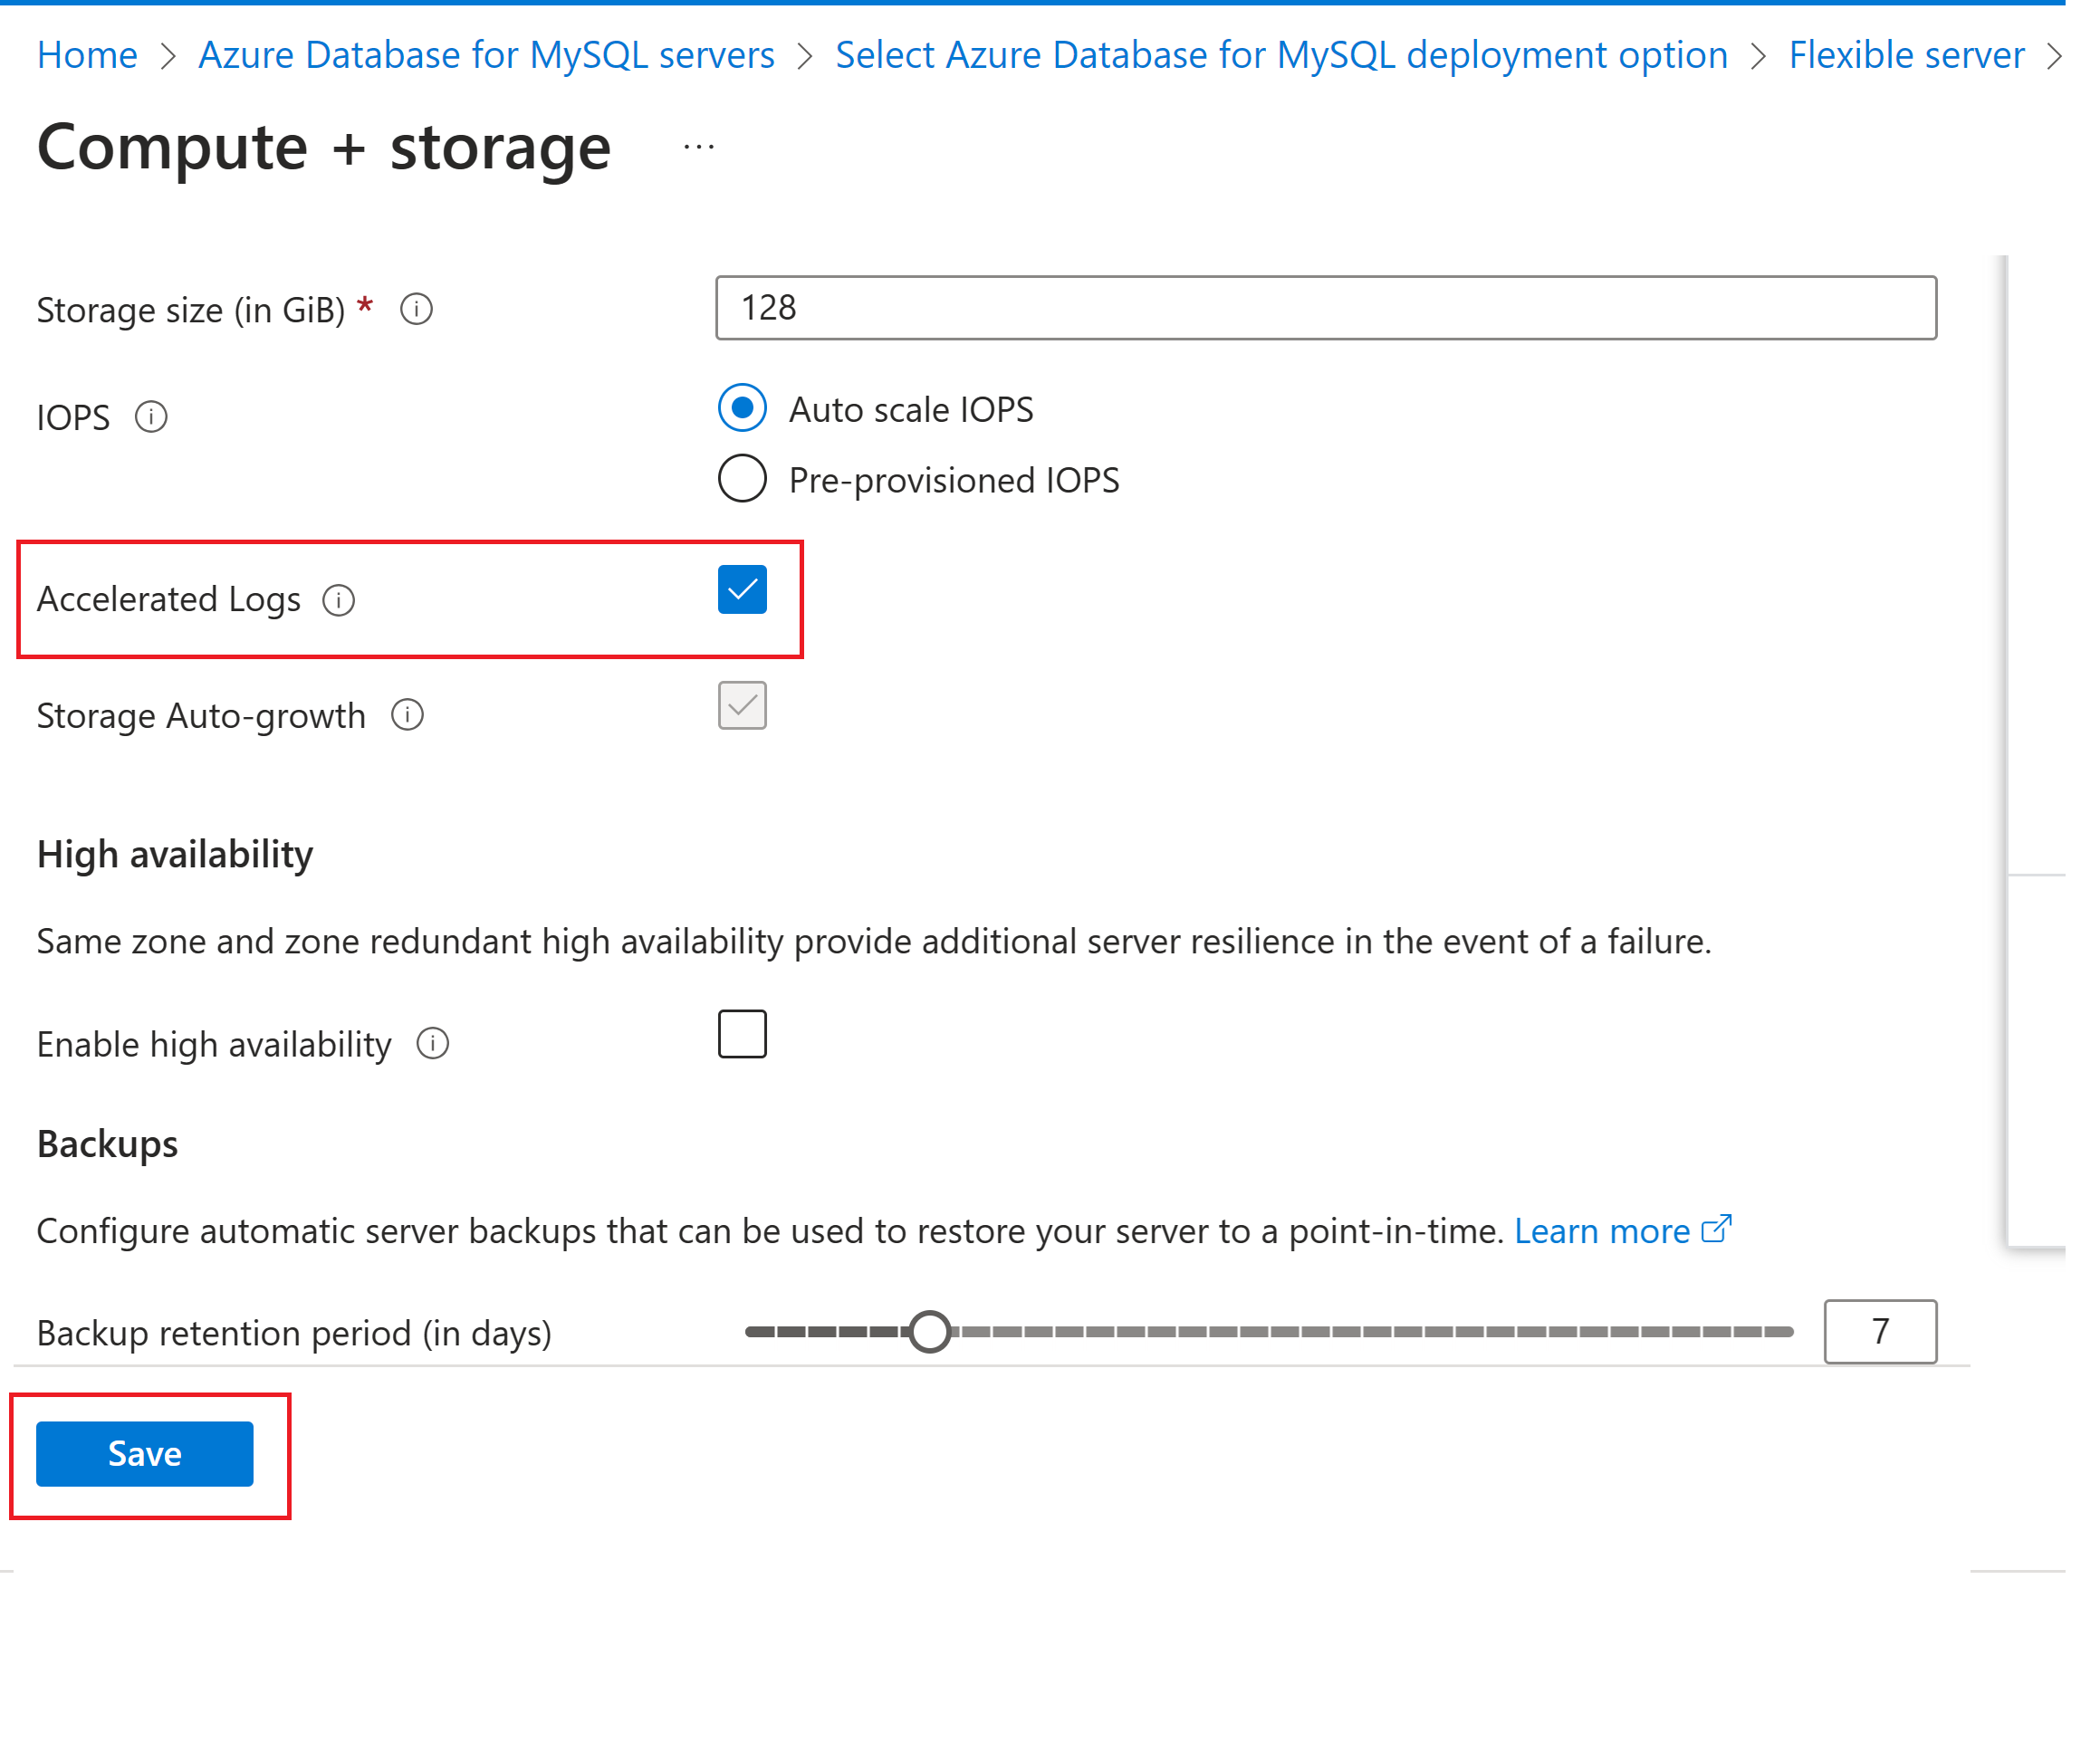 Home > Azure Database for MySQL servers > Select Azure Database for MySQL deployment option > Flexible server >
Compute + storage ...
Storage size (in GiB) * 128
IOPS Auto scale IOPS
Pre-provisioned IOPS
Accelerated Logs
Storage Auto-growth
High availability
Same zone and zone redundant high availability provide additional server resilience in the event of a failure.
Enable high availability
Backups
Configure automatic server backups that can be used to restore your server to a point-in-time. Learn more
Backup retention period (in days) 7
Save